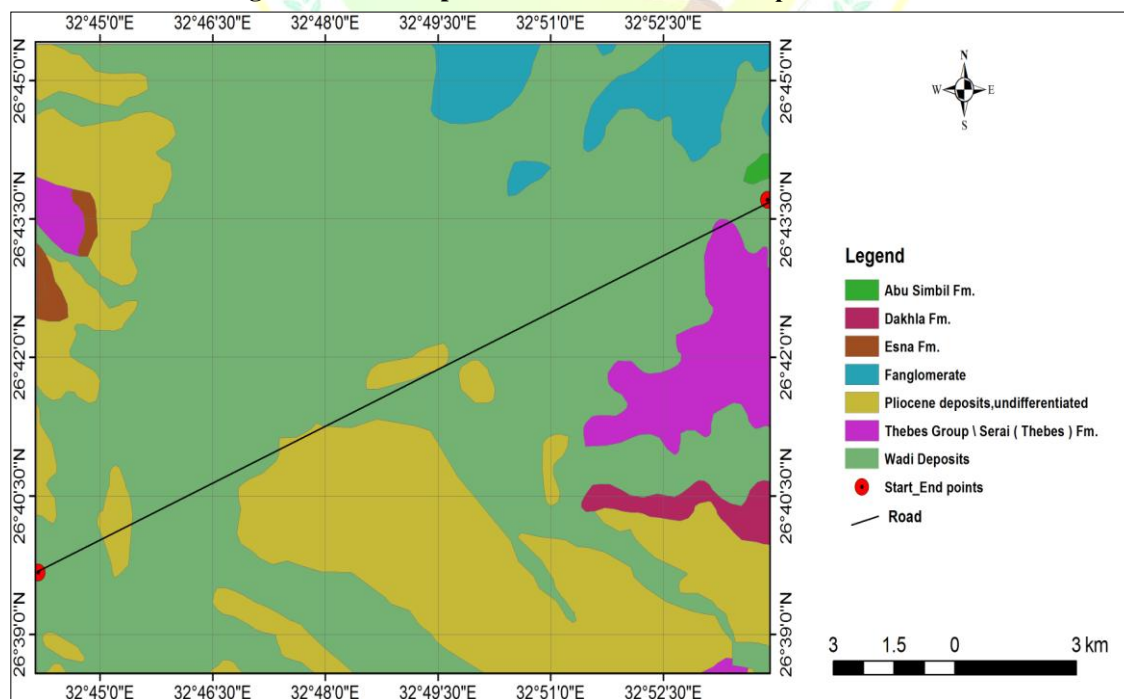 32°45'0"E 32°46'30"E 32°48'0"E 32°49'30"E 32°51'0"E 32°52'30"E
26°45'0"N 26°45'0"N
26°43'30"N 26°43'30"N
26°42'0"N 26°42'0"N
26°40'30"N 26°40'30"N
26°39'0"N 26°39'0"N
32°45'0"E 32°46'30"E 32°48'0"E 32°49'30"E 32°51'0"E 32°52'30"E
N
W E
S
Legend
Abu Simbil Fm.
Dakhla Fm.
Esna Fm.
Fanglomerate
Pliocene deposits,undifferentiated
Thebes Group \ Serai ( Thebes ) Fm.
Wadi Deposits
Start_End points
Road
3 1.5 0 3 km